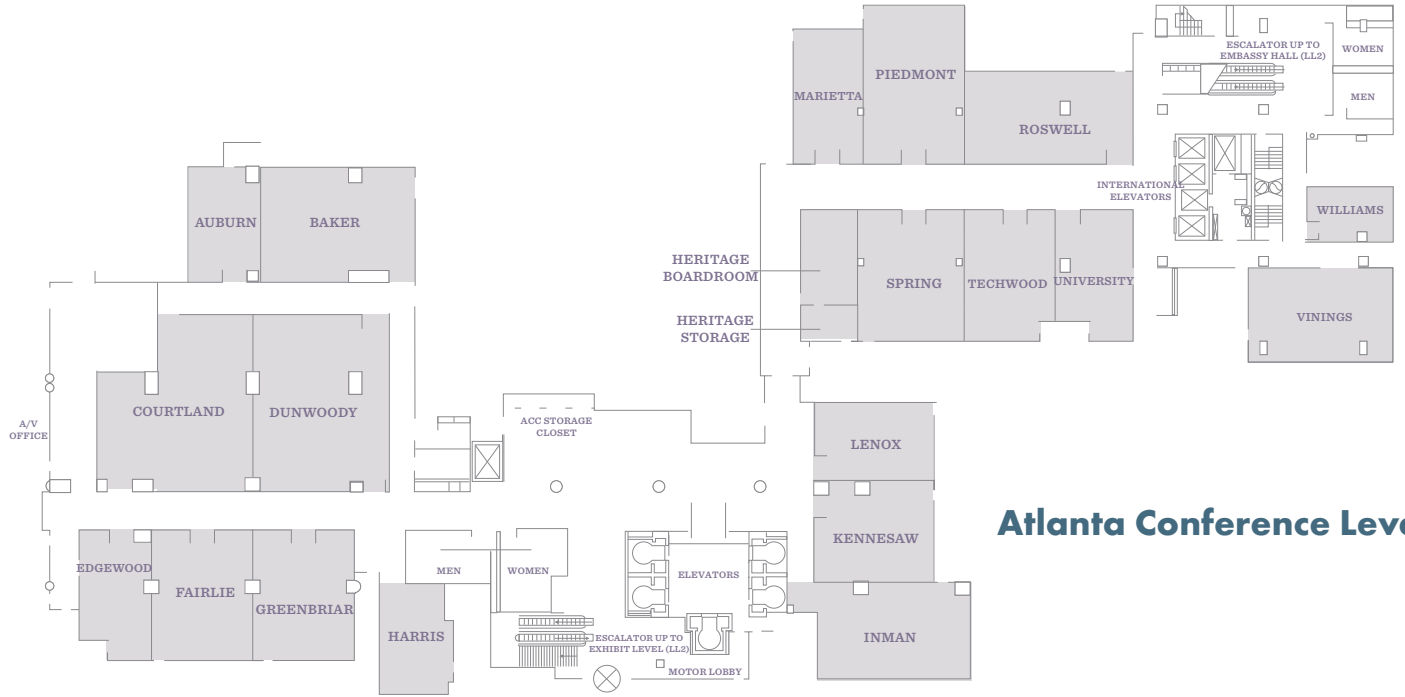 ESCALATOR UP TO
EMBASSY HALL (LL2)
WOMEN
PIEDMONT
MARIETTA
MEN
ROSWELL
INTERNATIONAL
ELEVATORS
WILLIAMS
AUBURN
BAKER
HERITAGE
BOARDROOM
SPRING
TECHWOOD
UNIVERSITY
HERITAGE
STORAGE
VININGS
COURTLAND
DUNWOODY
A/V
OFFICE
ACC STORAGE
CLOSET
LENOX
Atlanta Conference Leve
KENNESAW
EDGEWOOD
FAIRLIE
GREENBRIAR
MEN
WOMEN
ELEVATORS
HARRIS
ESCALATOR UP TO
EXHIBIT LEVEL (LL2)
INMAN
MOTOR LOBBY